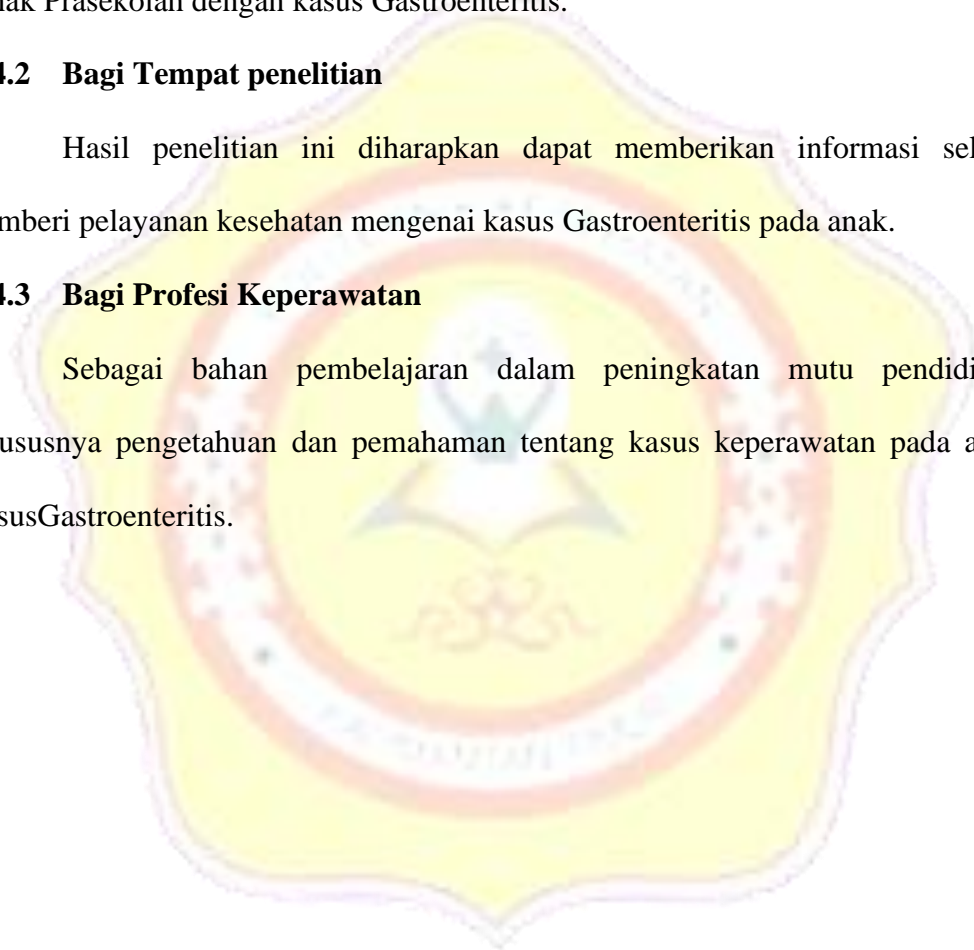 nak Prasekolah dengan kasus Gastroenteritis.
4.2 Bagi Tempat penelitian
Hasil penelitian ini diharapkan dapat memberikan informasi sel
mberi pelayanan kesehatan mengenai kasus Gastroenteritis pada anak.
4.3 Bagi Profesi Keperawatan
Sebagai bahan pembelajaran dalam peningkatan mutu pendidi
ususnya pengetahuan dan pemahaman tentang kasus keperawatan pada a
susGastroenteritis.